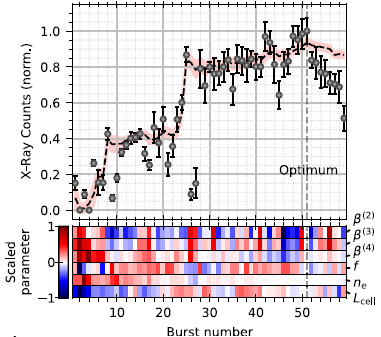 X-Ray Counts (norm.)
1.0
0.8
0.6
0.4
0.2
0.0
Optimum
Scaled
parameter
1
0
−1
β(2)
β(3)
β(4)
f
nₑ
L_cell
10 20 30 40 50
Burst number